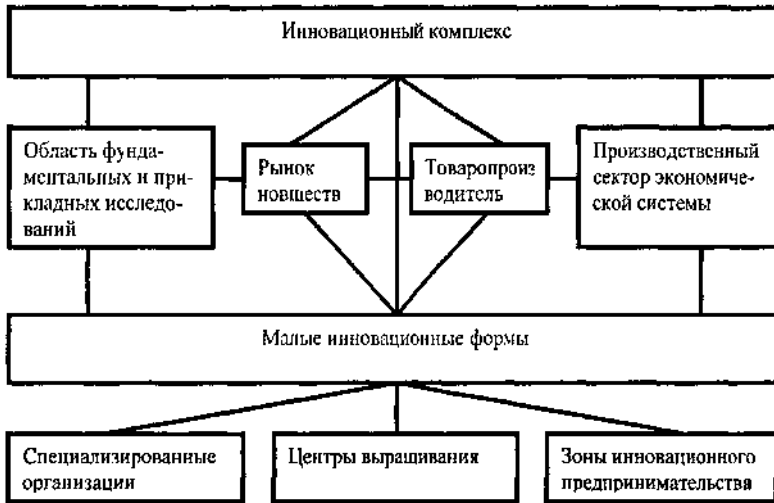 Инновационный комплекс
Область фунда-
ментальных и при-
кладных исследо-
ваний
Рынок
новшеств
Товаропроиз
водитель
Производственный
сектор экономиче-
ской системы
Малые инновационные формы
Специализированные
организации
Центры выращивания
Зоны инновационного
предпринимательства